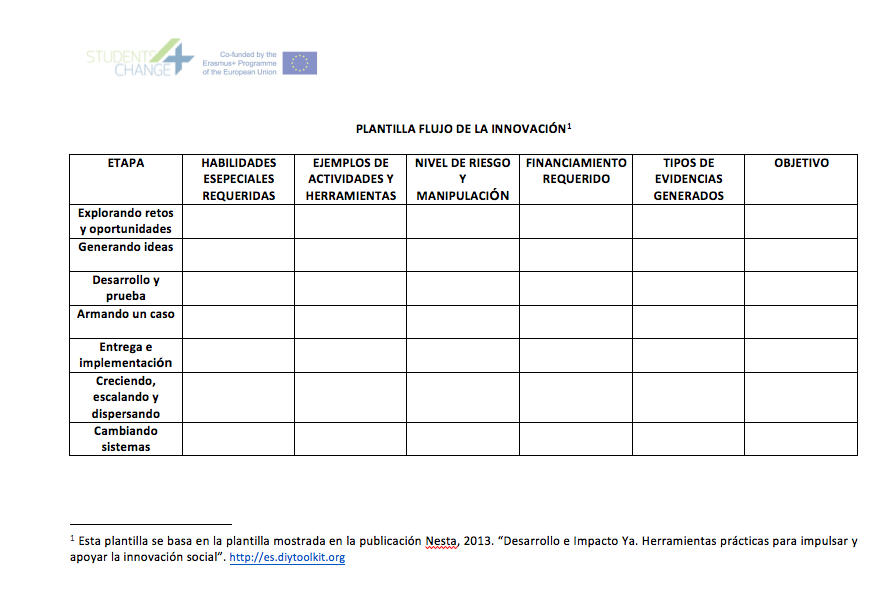 STUDENTS 4 CHANGE
Co-funded by the
Erasmus+ Programme
of the European Union
PLANTILLA FLUJO DE LA INNOVACIÓN¹
ETAPA
HABILIDADES
ESEPECIALES
REQUERIDAS
EJEMPLOS DE
ACTIVIDADES Y
HERRAMIENTAS
NIVEL DE RIESGO
Y
MANIPULACIÓN
FINANCIAMIENTO
REQUERIDO
TIPOS DE
EVIDENCIAS
GENERADOS
OBJETIVO
Explorando retos
y oportunidades
Generando ideas
Desarrollo y
prueba
Armando un caso
Entrega e
implementación
Creciendo,
escalando y
dispersando
Cambiando
sistemas
¹ Esta plantilla se basa en la plantilla mostrada en la publicación Nesta, 2013. “Desarrollo e Impacto Ya. Herramientas prácticas para impulsar y
apoyar la innovación social”. http://es.diytoolkit.org